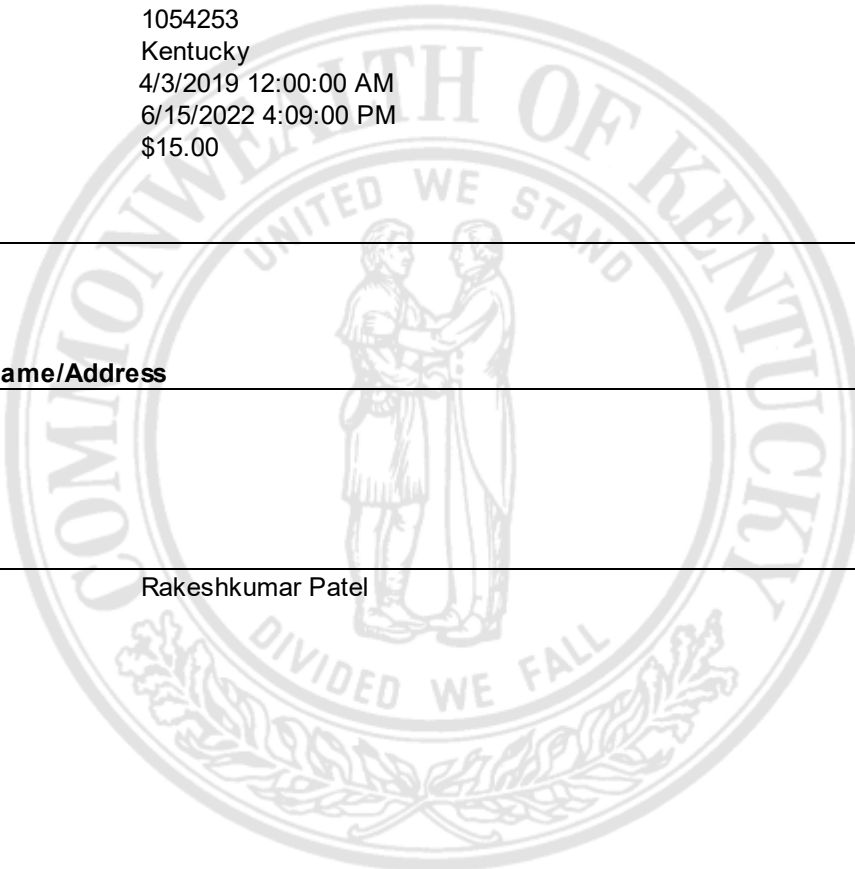 1054253
Kentucky
4/3/2019 12:00:00 AM
6/15/2022 4:09:00 PM
$15.00
COMMONWEALTH OF KENTUCKY
UNITED WE STAND
ame/Address
Rakeshkumar Patel
DIVIDED WE FALL